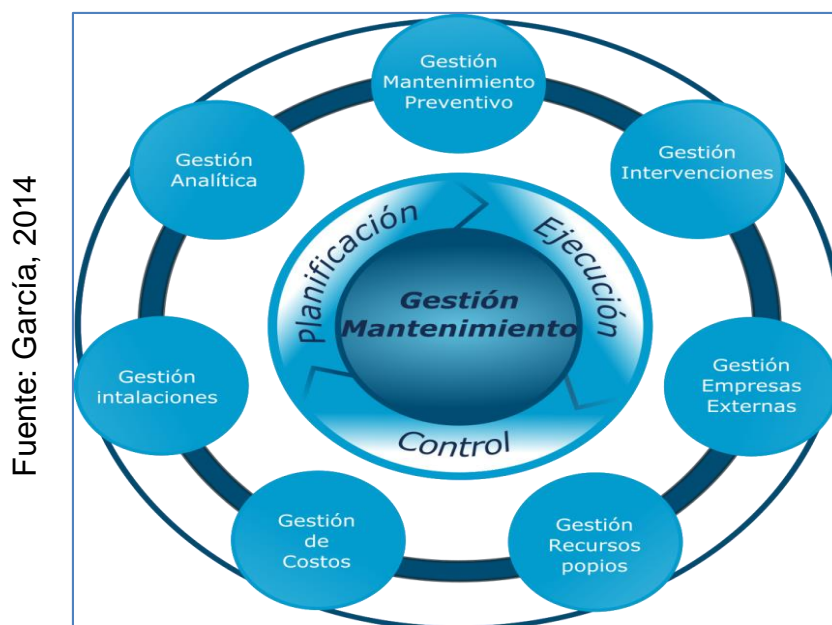 Fuente: García, 2014
Gestión
Mantenimiento
Preventivo
Gestión
Intervenciones
Gestión
Empresas
Externas
Gestión
Recursos
popios
Gestión
de
Costos
Gestión
intalaciones
Gestión
Analítica
Planificación
Ejecución
Control
Gestión
Mantenimiento